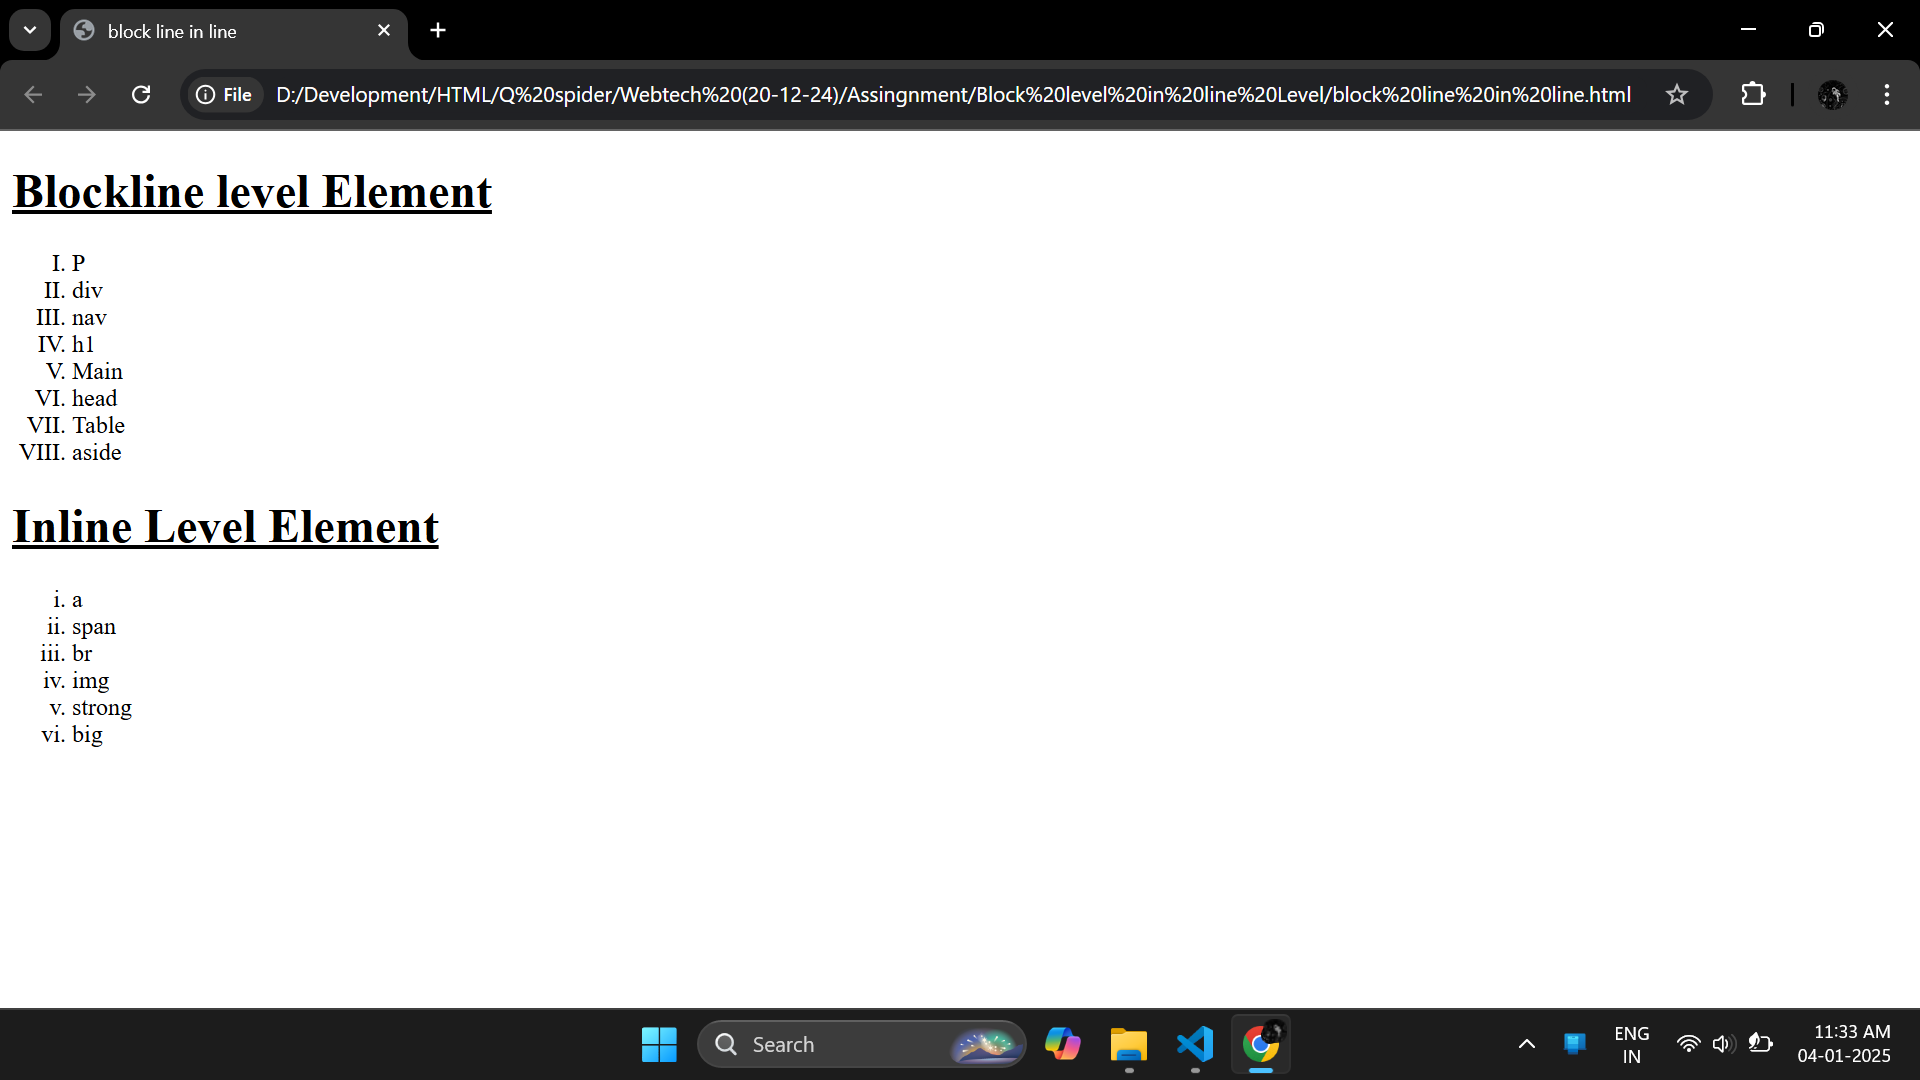 block line in line
File
D:/Development/HTML/Q%20spider/Webtech%20(20-12-24)/Assingnment/Block%20level%20in%20line%20Level/block%20line%20in%20line.html
Blockline level Element
I. P
II. div
III. nav
IV. h1
V. Main
VI. head
VII. Table
VIII. aside
Inline Level Element
i. a
ii. span
iii. br
iv. img
v. strong
vi. big
Search
ENG
IN
11:33 AM
04-01-2025